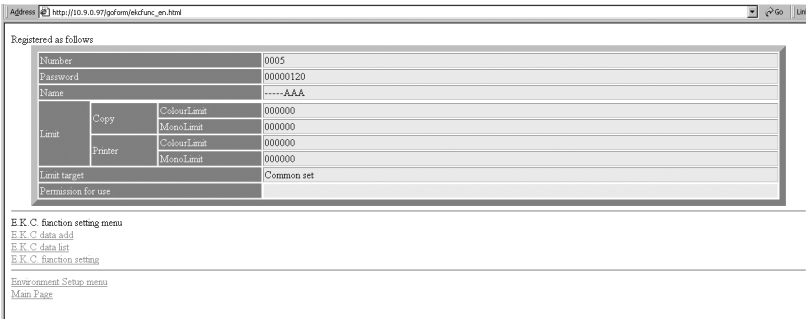 Address http://10.9.0.97/goform/ekcfunc_en.html Go Lin
Registered as follows
Number 0005
Password 00000120
Name -----AAA
Limit Copy ColourLimit 000000
MonoLimit 000000
Printer ColourLimit 000000
MonoLimit 000000
Limit target Common set
Permission for use
E.K.C. function setting menu
E.K.C data add
E.K.C data list
E.K.C. function setting
Environment Setup menu
Main Page